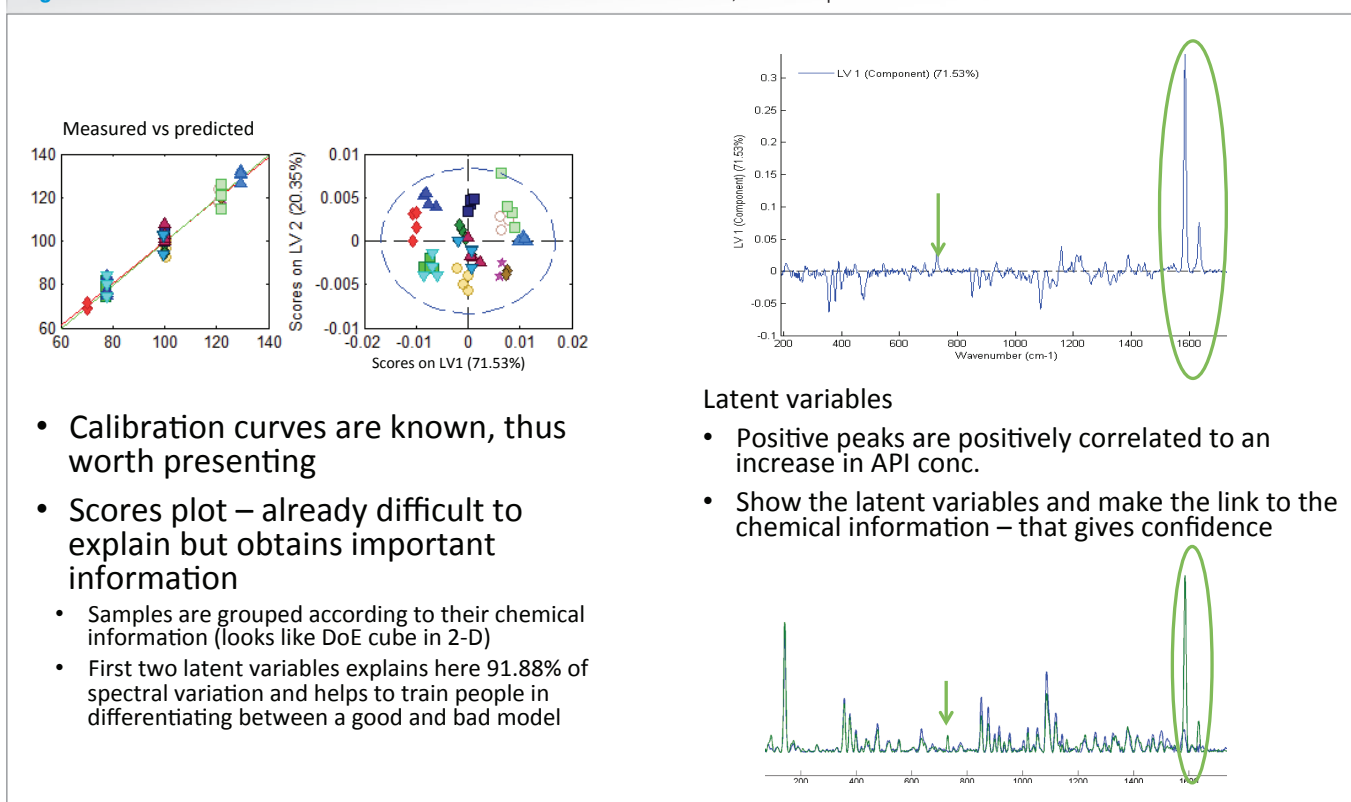 Measured vs predicted
140
120
100
80
60
60 80 100 120 140
Scores on LV 2 (20.35%)
0.01
0.005
0
-0.005
-0.01
-0.02 -0.01 0 0.01 0.02
Scores on LV1 (71.53%)
• Calibration curves are known, thus
worth presenting
• Scores plot – already difficult to
explain but obtains important
information
• Samples are grouped according to their chemical
information (looks like DoE cube in 2-D)
• First two latent variables explains here 91.88% of
spectral variation and helps to train people in
differentiating between a good and bad model
LV 1 (Component) (71.53%)
LV 1 (Component) (71.53%)
0.3
0.25
0.2
0.15
0.1
0.05
0
-0.05
-0.1
200 400 600 800 1000 1200 1400 1600
Wavenumber (cm-1)
Latent variables
• Positive peaks are positively correlated to an
increase in API conc.
• Show the latent variables and make the link to the
chemical information – that gives confidence
200 400 600 800 1000 1200 1400 1600